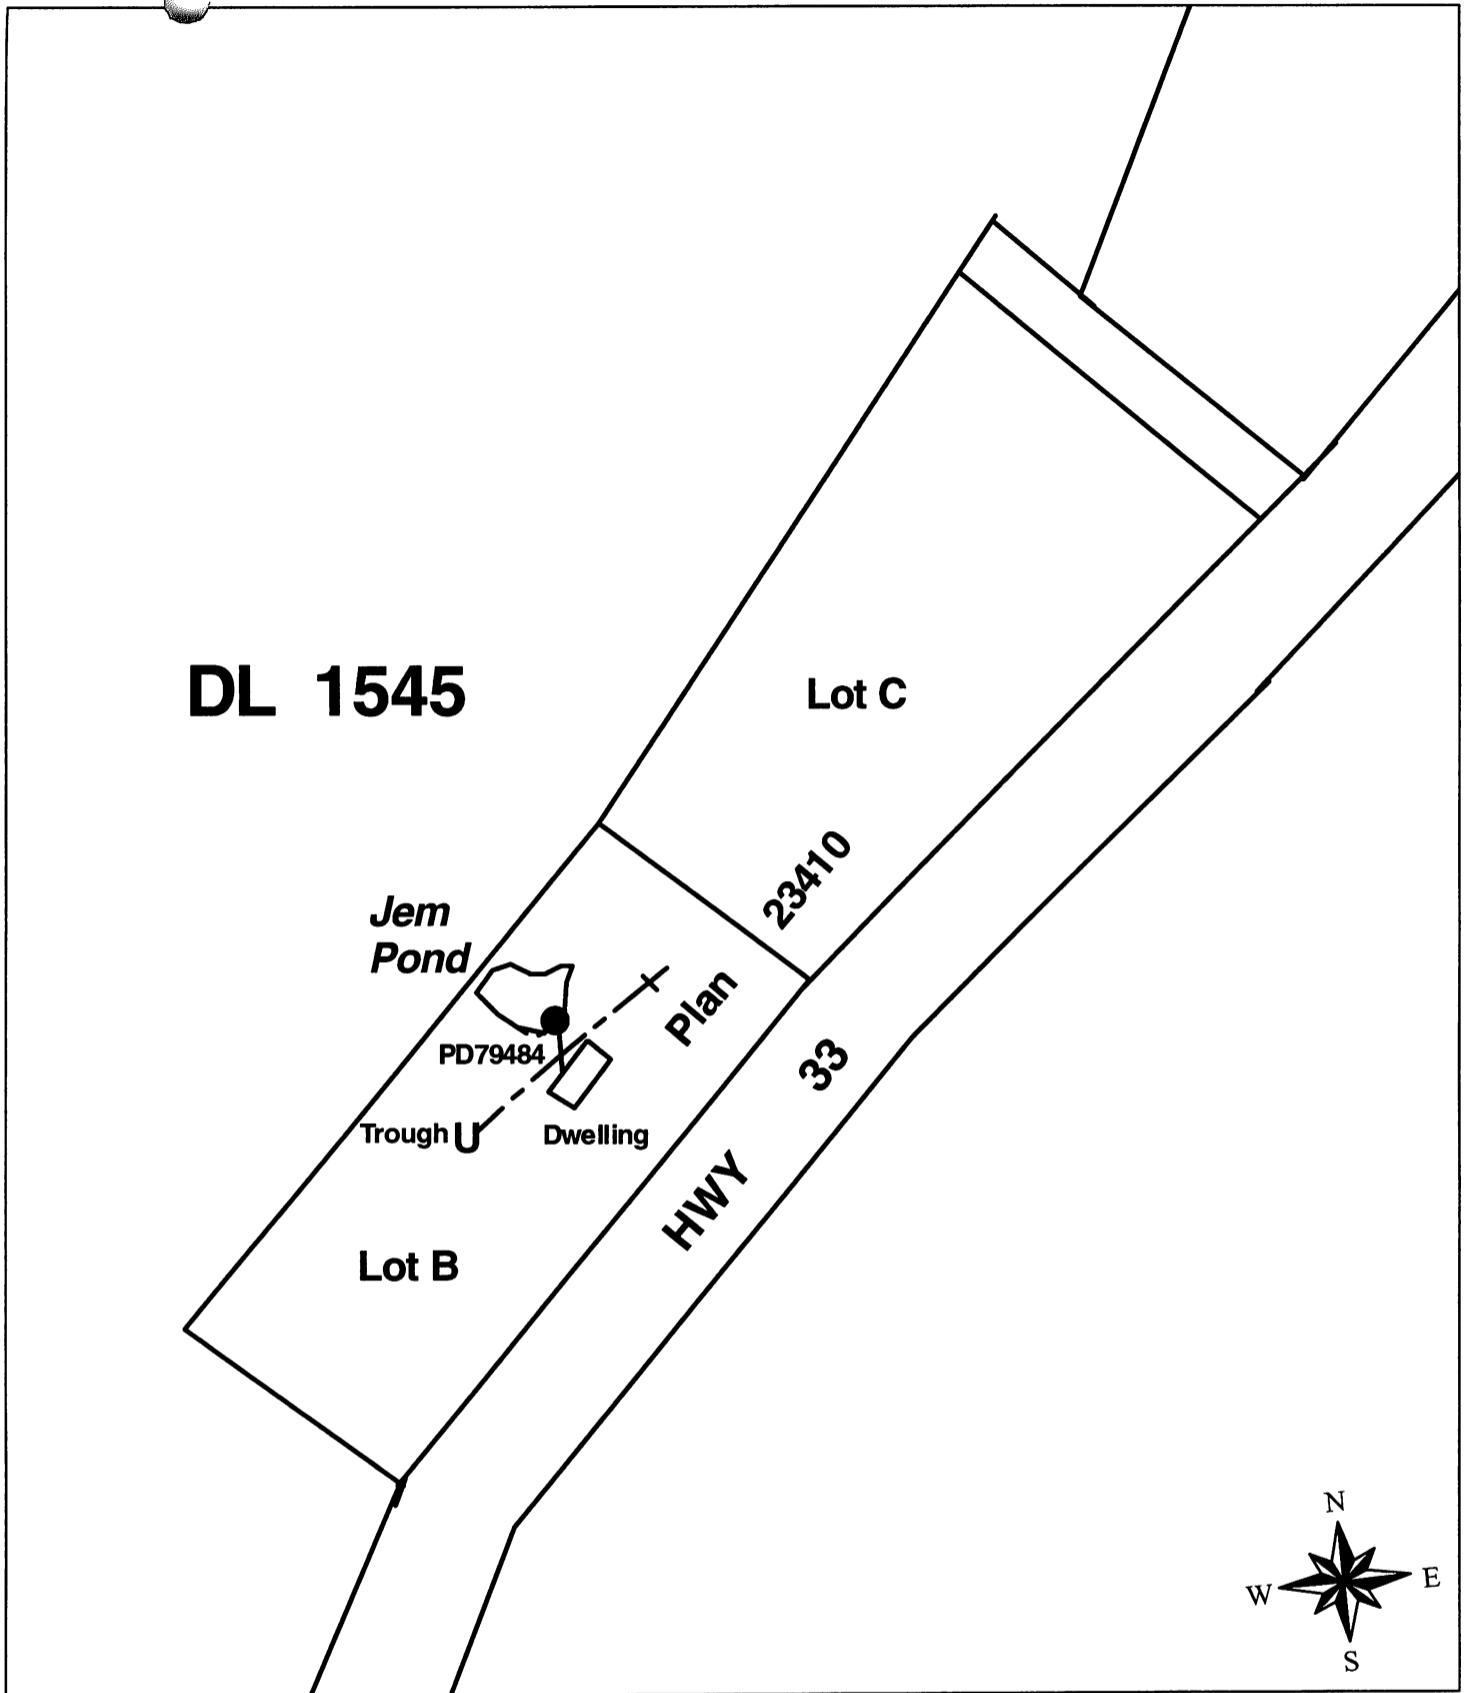 DL 1545
Lot C
23410
Jem
Pond
Plan
PD79484
33
Trough U
Dwelling
HWY
Lot B
N
W
E
S